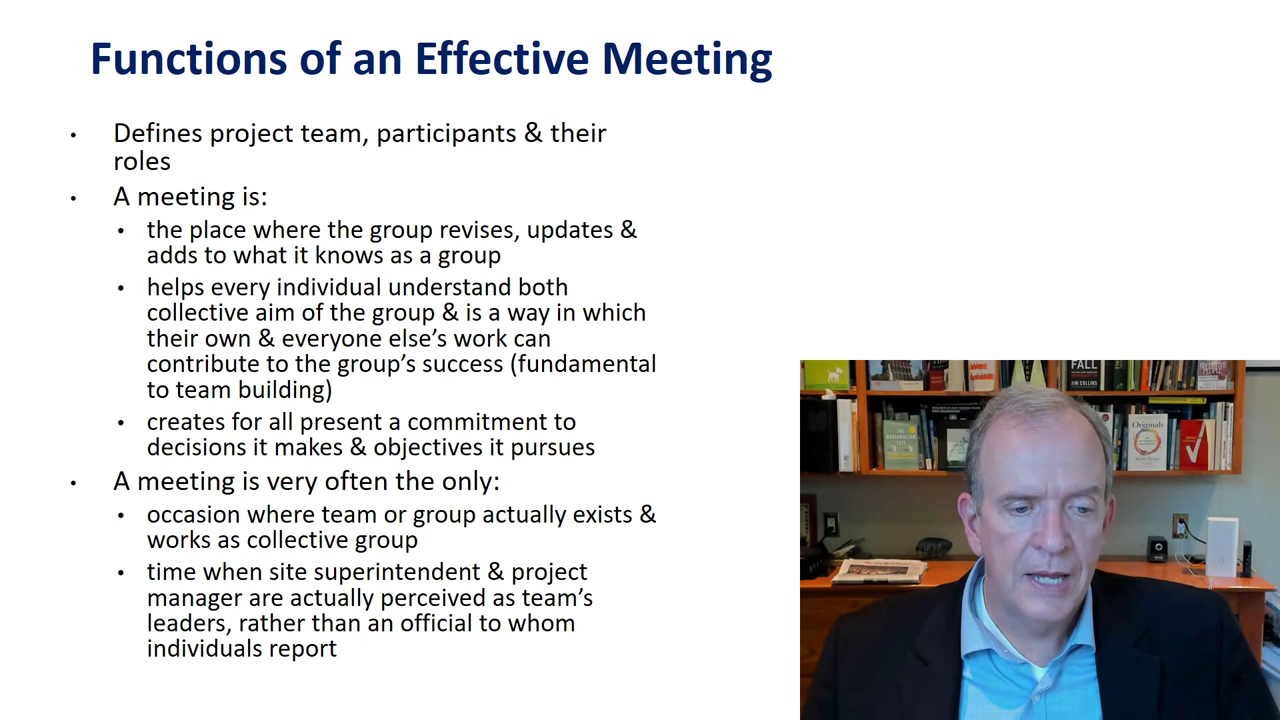 Functions of an Effective Meeting
• Defines project team, participants & their
roles
• A meeting is:
• the place where the group revises, updates &
adds to what it knows as a group
• helps every individual understand both
collective aim of the group & is a way in which
their own & everyone else’s work can
contribute to the group’s success (fundamental
to team building)
• creates for all present a commitment to
decisions it makes & objectives it pursues
• A meeting is very often the only:
• occasion where team or group actually exists &
works as collective group
• time when site superintendent & project
manager are actually perceived as team’s
leaders, rather than an official to whom
individuals report
FALL
JIM COLLINS
Originals